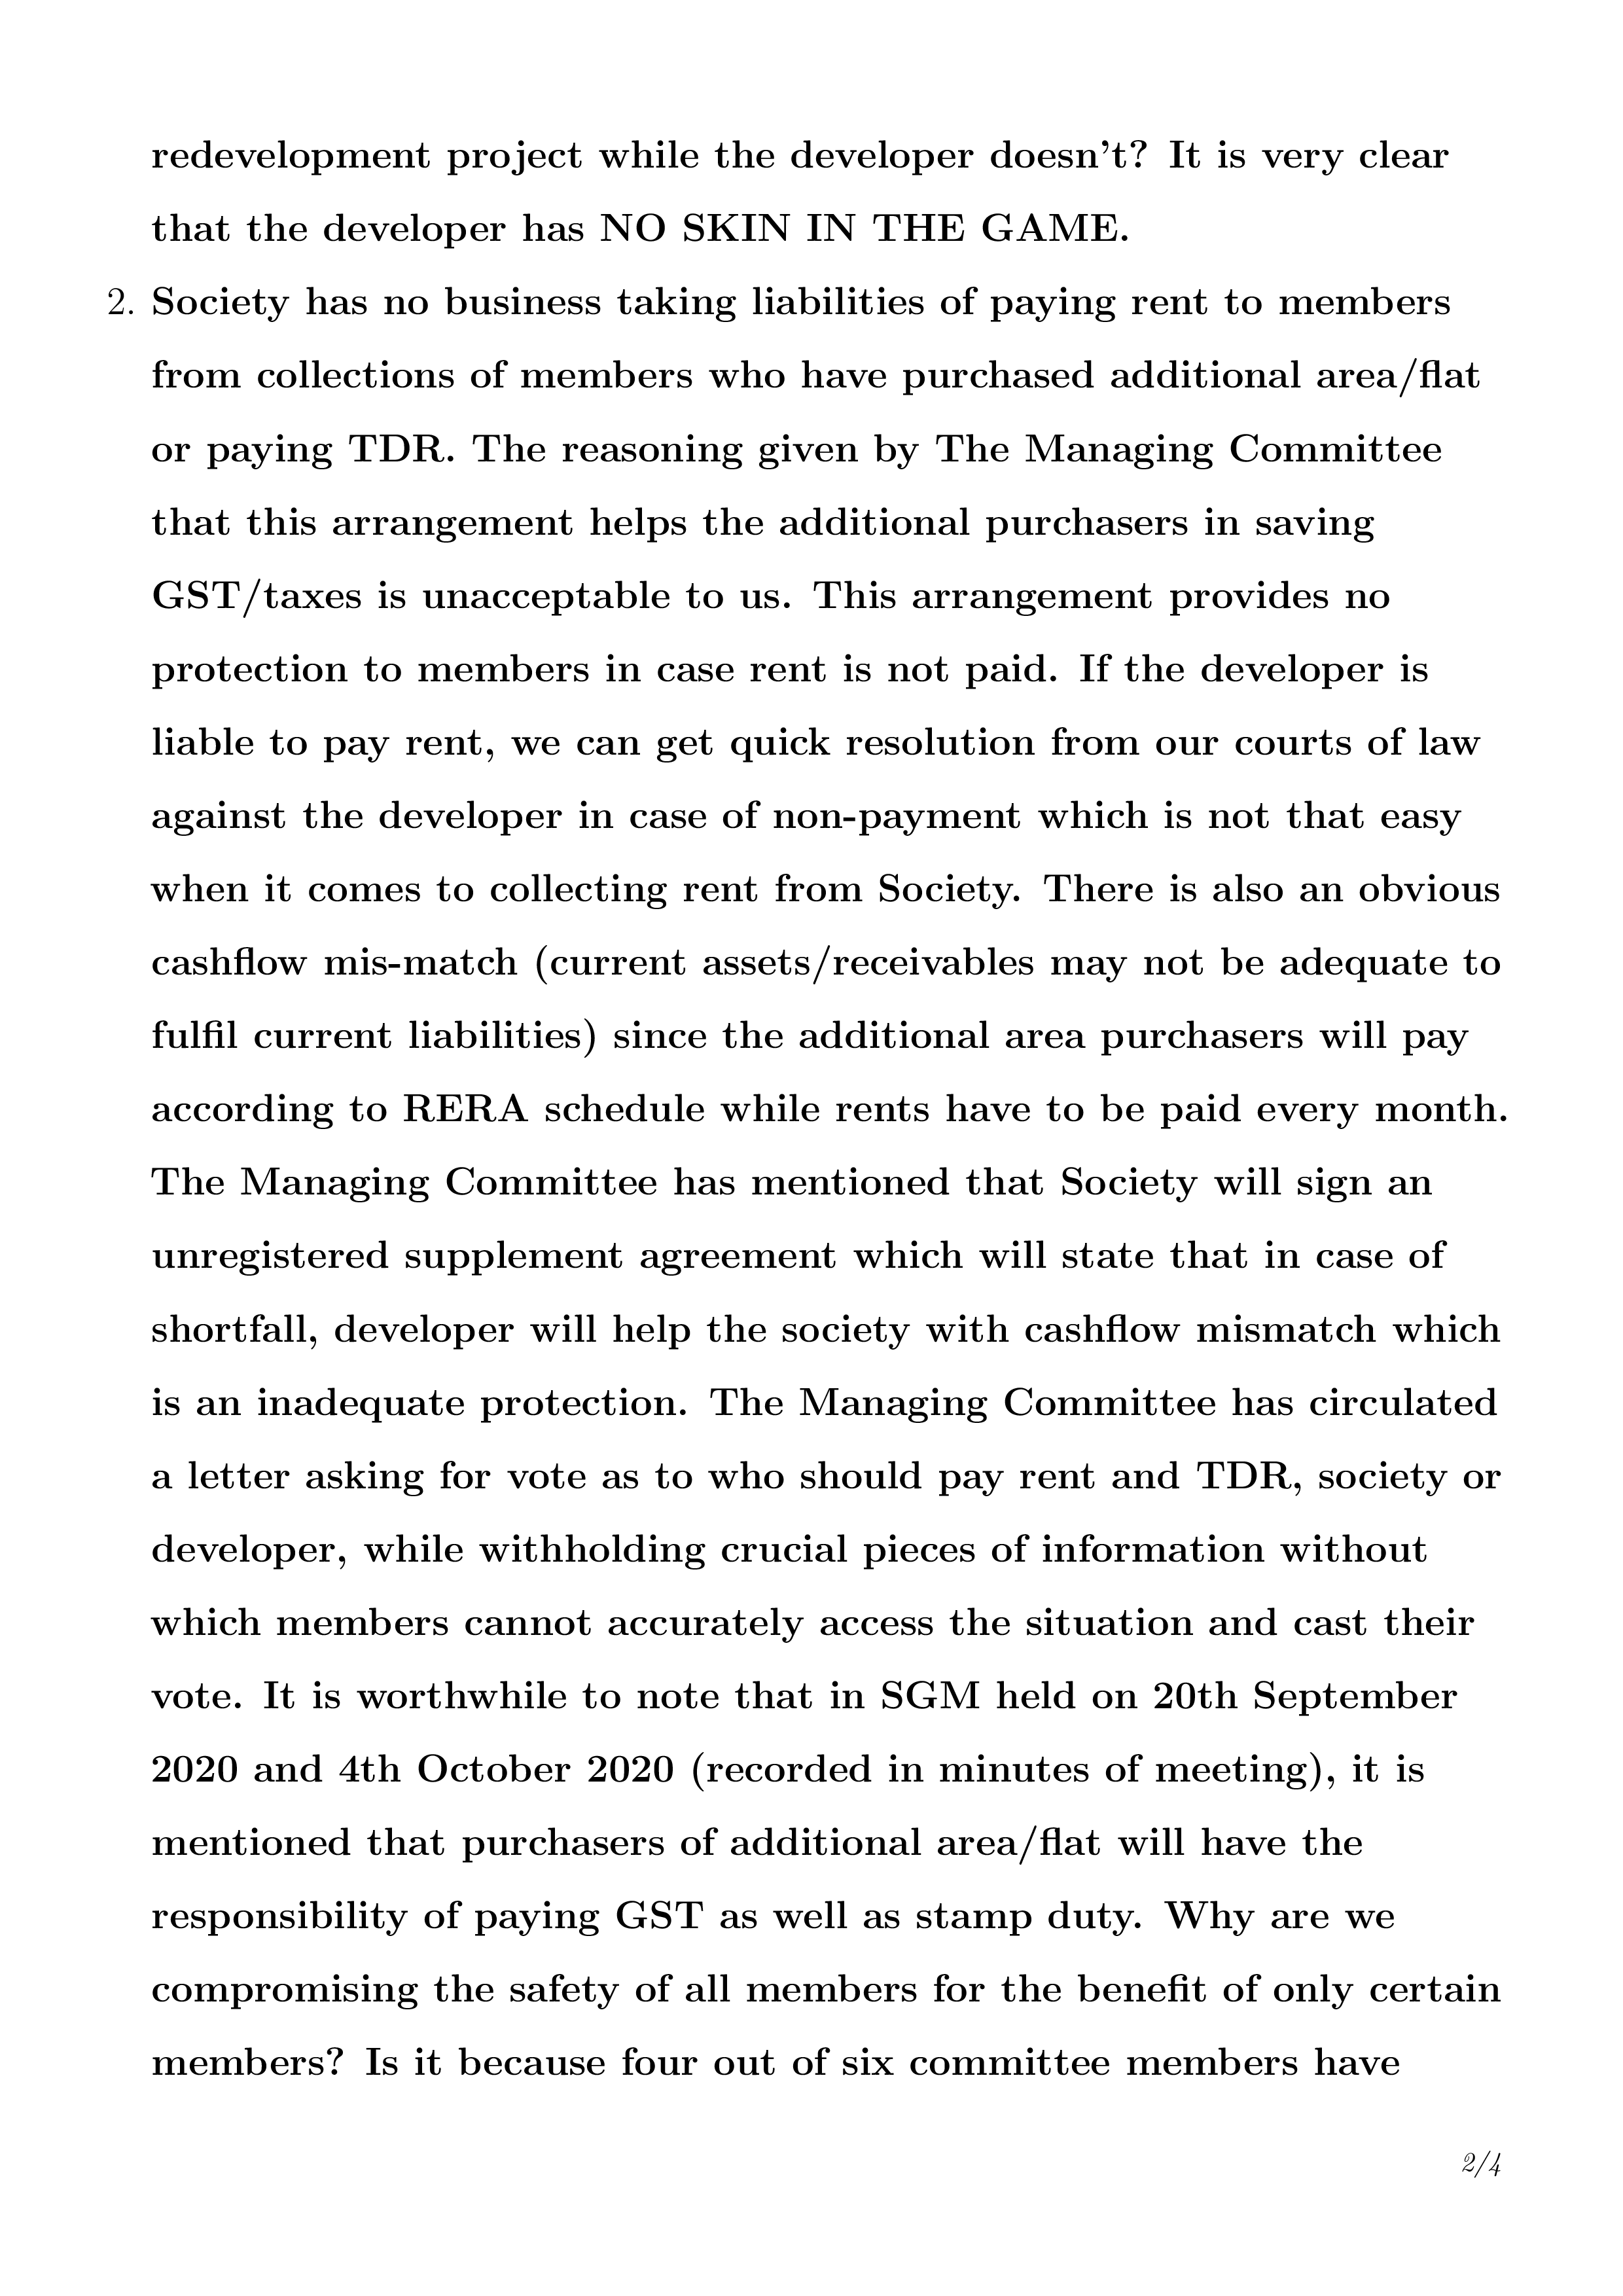 redevelopment project while the developer doesn't? It is very clear
that the developer has NO SKIN IN THE GAME.
2. Society has no business taking liabilities of paying rent to members
from collections of members who have purchased additional area/flat
or paying TDR. The reasoning given by The Managing Committee
that this arrangement helps the additional purchasers in saving
GST/taxes is unacceptable to us. This arrangement provides no
protection to members in case rent is not paid. If the developer is
liable to pay rent, we can get quick resolution from our courts of law
against the developer in case of non-payment which is not that easy
when it comes to collecting rent from Society. There is also an obvious
cashflow mis-match (current assets/receivables may not be adequate to
fulfil current liabilities) since the additional area purchasers will pay
according to RERA schedule while rents have to be paid every month.
The Managing Committee has mentioned that Society will sign an
unregistered supplement agreement which will state that in case of
shortfall, developer will help the society with cashflow mismatch which
is an inadequate protection. The Managing Committee has circulated
a letter asking for vote as to who should pay rent and TDR, society or
developer, while withholding crucial pieces of information without
which members cannot accurately access the situation and cast their
vote. It is worthwhile to note that in SGM held on 20th September
2020 and 4th October 2020 (recorded in minutes of meeting), it is
mentioned that purchasers of additional area/flat will have the
responsibility of paying GST as well as stamp duty. Why are we
compromising the safety of all members for the benefit of only certain
members? Is it because four out of six committee members have
2/4